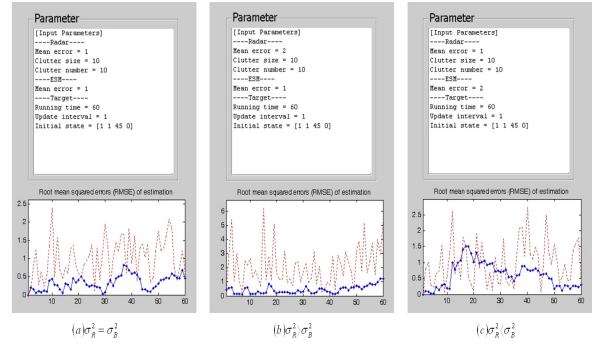 Parameter
[Input Parameters]
----Radar----
Mean error = 1
Clutter size = 10
Clutter number = 10
----ESM----
Mean error = 1
----Target----
Running time = 60
Update interval = 1
Initial state = [1 1 45 0]
Root mean squared errors (RMSE) of estimation
2.5
2
1.5
1
0.5
0
0 10 20 30 40 50 60
(a)σ²_R = σ²_B
Parameter
[Input Parameters]
----Radar----
Mean error = 2
Clutter size = 10
Clutter number = 10
----ESM----
Mean error = 1
----Target----
Running time = 60
Update interval = 1
Initial state = [1 1 45 0]
Root mean squared errors (RMSE) of estimation
6
5
4
3
2
1
0
0 10 20 30 40 50 60
(b)σ²_R/σ²_B
Parameter
[Input Parameters]
----Radar----
Mean error = 1
Clutter size = 10
Clutter number = 10
----ESM----
Mean error = 2
----Target----
Running time = 60
Update interval = 1
Initial state = [1 1 45 0]
Root mean squared errors (RMSE) of estimation
2.5
2
1.5
1
0.5
0
0 10 20 30 40 50 60
(c)σ²_R/σ²_B